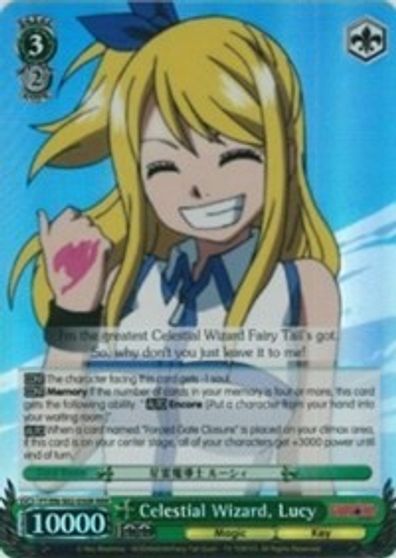 3
2
I'm the greatest Celestial Wizard Fairy Tail's got.
So, why don't you just leave it to me!
The character facing this card gets -1 soul.
Memory If the number of cards in your memory is four or more, this card
gets the following ability. " Encore [Put a character from your hand into
your waiting room]"
When a card named "Forced Gate Closure" is placed on your climax area,
if this card is on your center stage, all of your characters get +3000 power until
end of turn.
星霊魔導士 ルーシィ
10000
Celestial Wizard, Lucy
Magic
Key